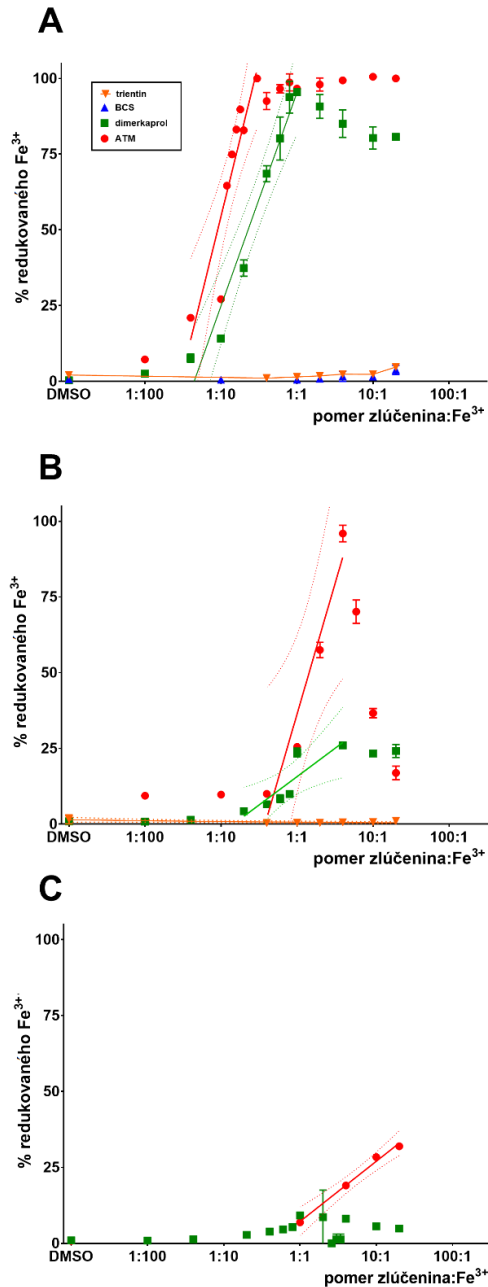 A
100
75
50
25
0
% redukovaného Fe³⁺
trientin
BCS
dimerkaprol
ATM
DMSO 1:100 1:10 1:1 10:1 100:1
pomer zlúčenina:Fe³⁺
B
100
75
50
25
0
% redukovaného Fe³⁺
DMSO 1:100 1:10 1:1 10:1 100:1
pomer zlúčenina:Fe³⁺
C
100
75
50
25
0
% redukovaného Fe³⁺
DMSO 1:100 1:10 1:1 10:1 100:1
pomer zlúčenina:Fe³⁺